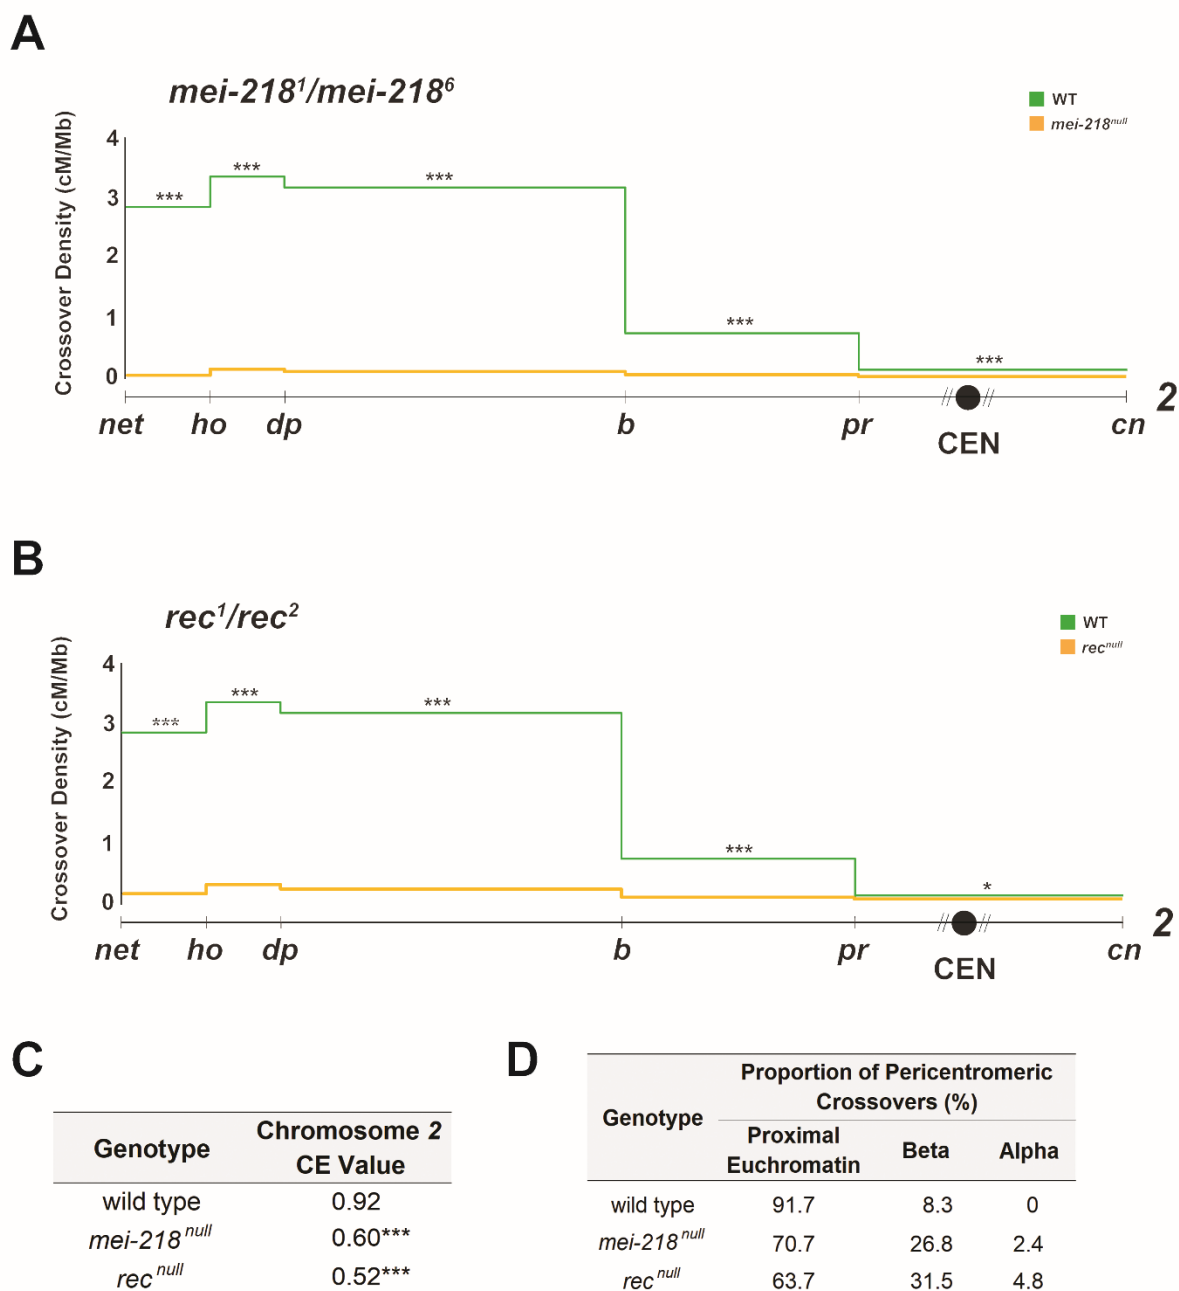 A
mei-218¹/mei-218⁶
WT
mei-218ⁿᵘˡˡ
Crossover Density (cM/Mb)
4
3
2
1
0
***
***
***
***
***
net ho dp b pr CEN cn 2
B
rec¹/rec²
WT
recⁿᵘˡˡ
Crossover Density (cM/Mb)
4
3
2
1
0
***
***
***
***
*
net ho dp b pr CEN cn 2
C
Genotype Chromosome 2
CE Value
wild type 0.92
mei-218 ⁿᵘˡˡ 0.60***
rec ⁿᵘˡˡ 0.52***
D
Genotype Proportion of Pericentromeric
Crossovers (%)
Proximal
Euchromatin Beta Alpha
wild type 91.7 8.3 0
mei-218 ⁿᵘˡˡ 70.7 26.8 2.4
rec ⁿᵘˡˡ 63.7 31.5 4.8